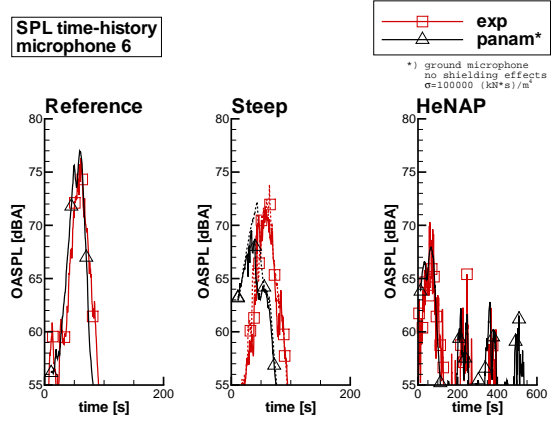 SPL time-history
microphone 6
exp
panam*
*) ground microphone
no shielding effects
σ=100000 (kN*s)/m⁴
Reference
Steep
HeNAP
80
75
70
65
60
55
OASPL [dBA]
0
200
time [s]
80
75
70
65
60
55
OASPL [dBA]
0
200
time [s]
80
75
70
65
60
55
OASPL [dBA]
0
200
400
600
time [s]